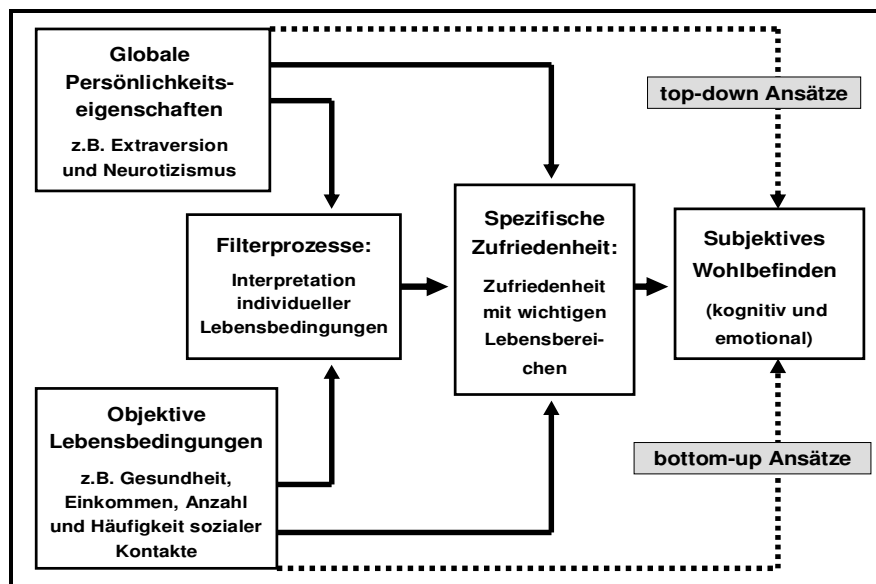 Globale
Persönlichkeits-
eigenschaften
z.B. Extraversion
und Neurotizismus
top-down Ansätze
Filterprozesse:
Interpretation
individueller
Lebensbedingungen
Spezifische
Zufriedenheit:
Zufriedenheit
mit wichtigen
Lebensberei-
chen
Subjektives
Wohlbefinden
(kognitiv und
emotional)
Objektive
Lebensbedingungen
z.B. Gesundheit,
Einkommen, Anzahl
und Häufigkeit sozialer
Kontakte
bottom-up Ansätze